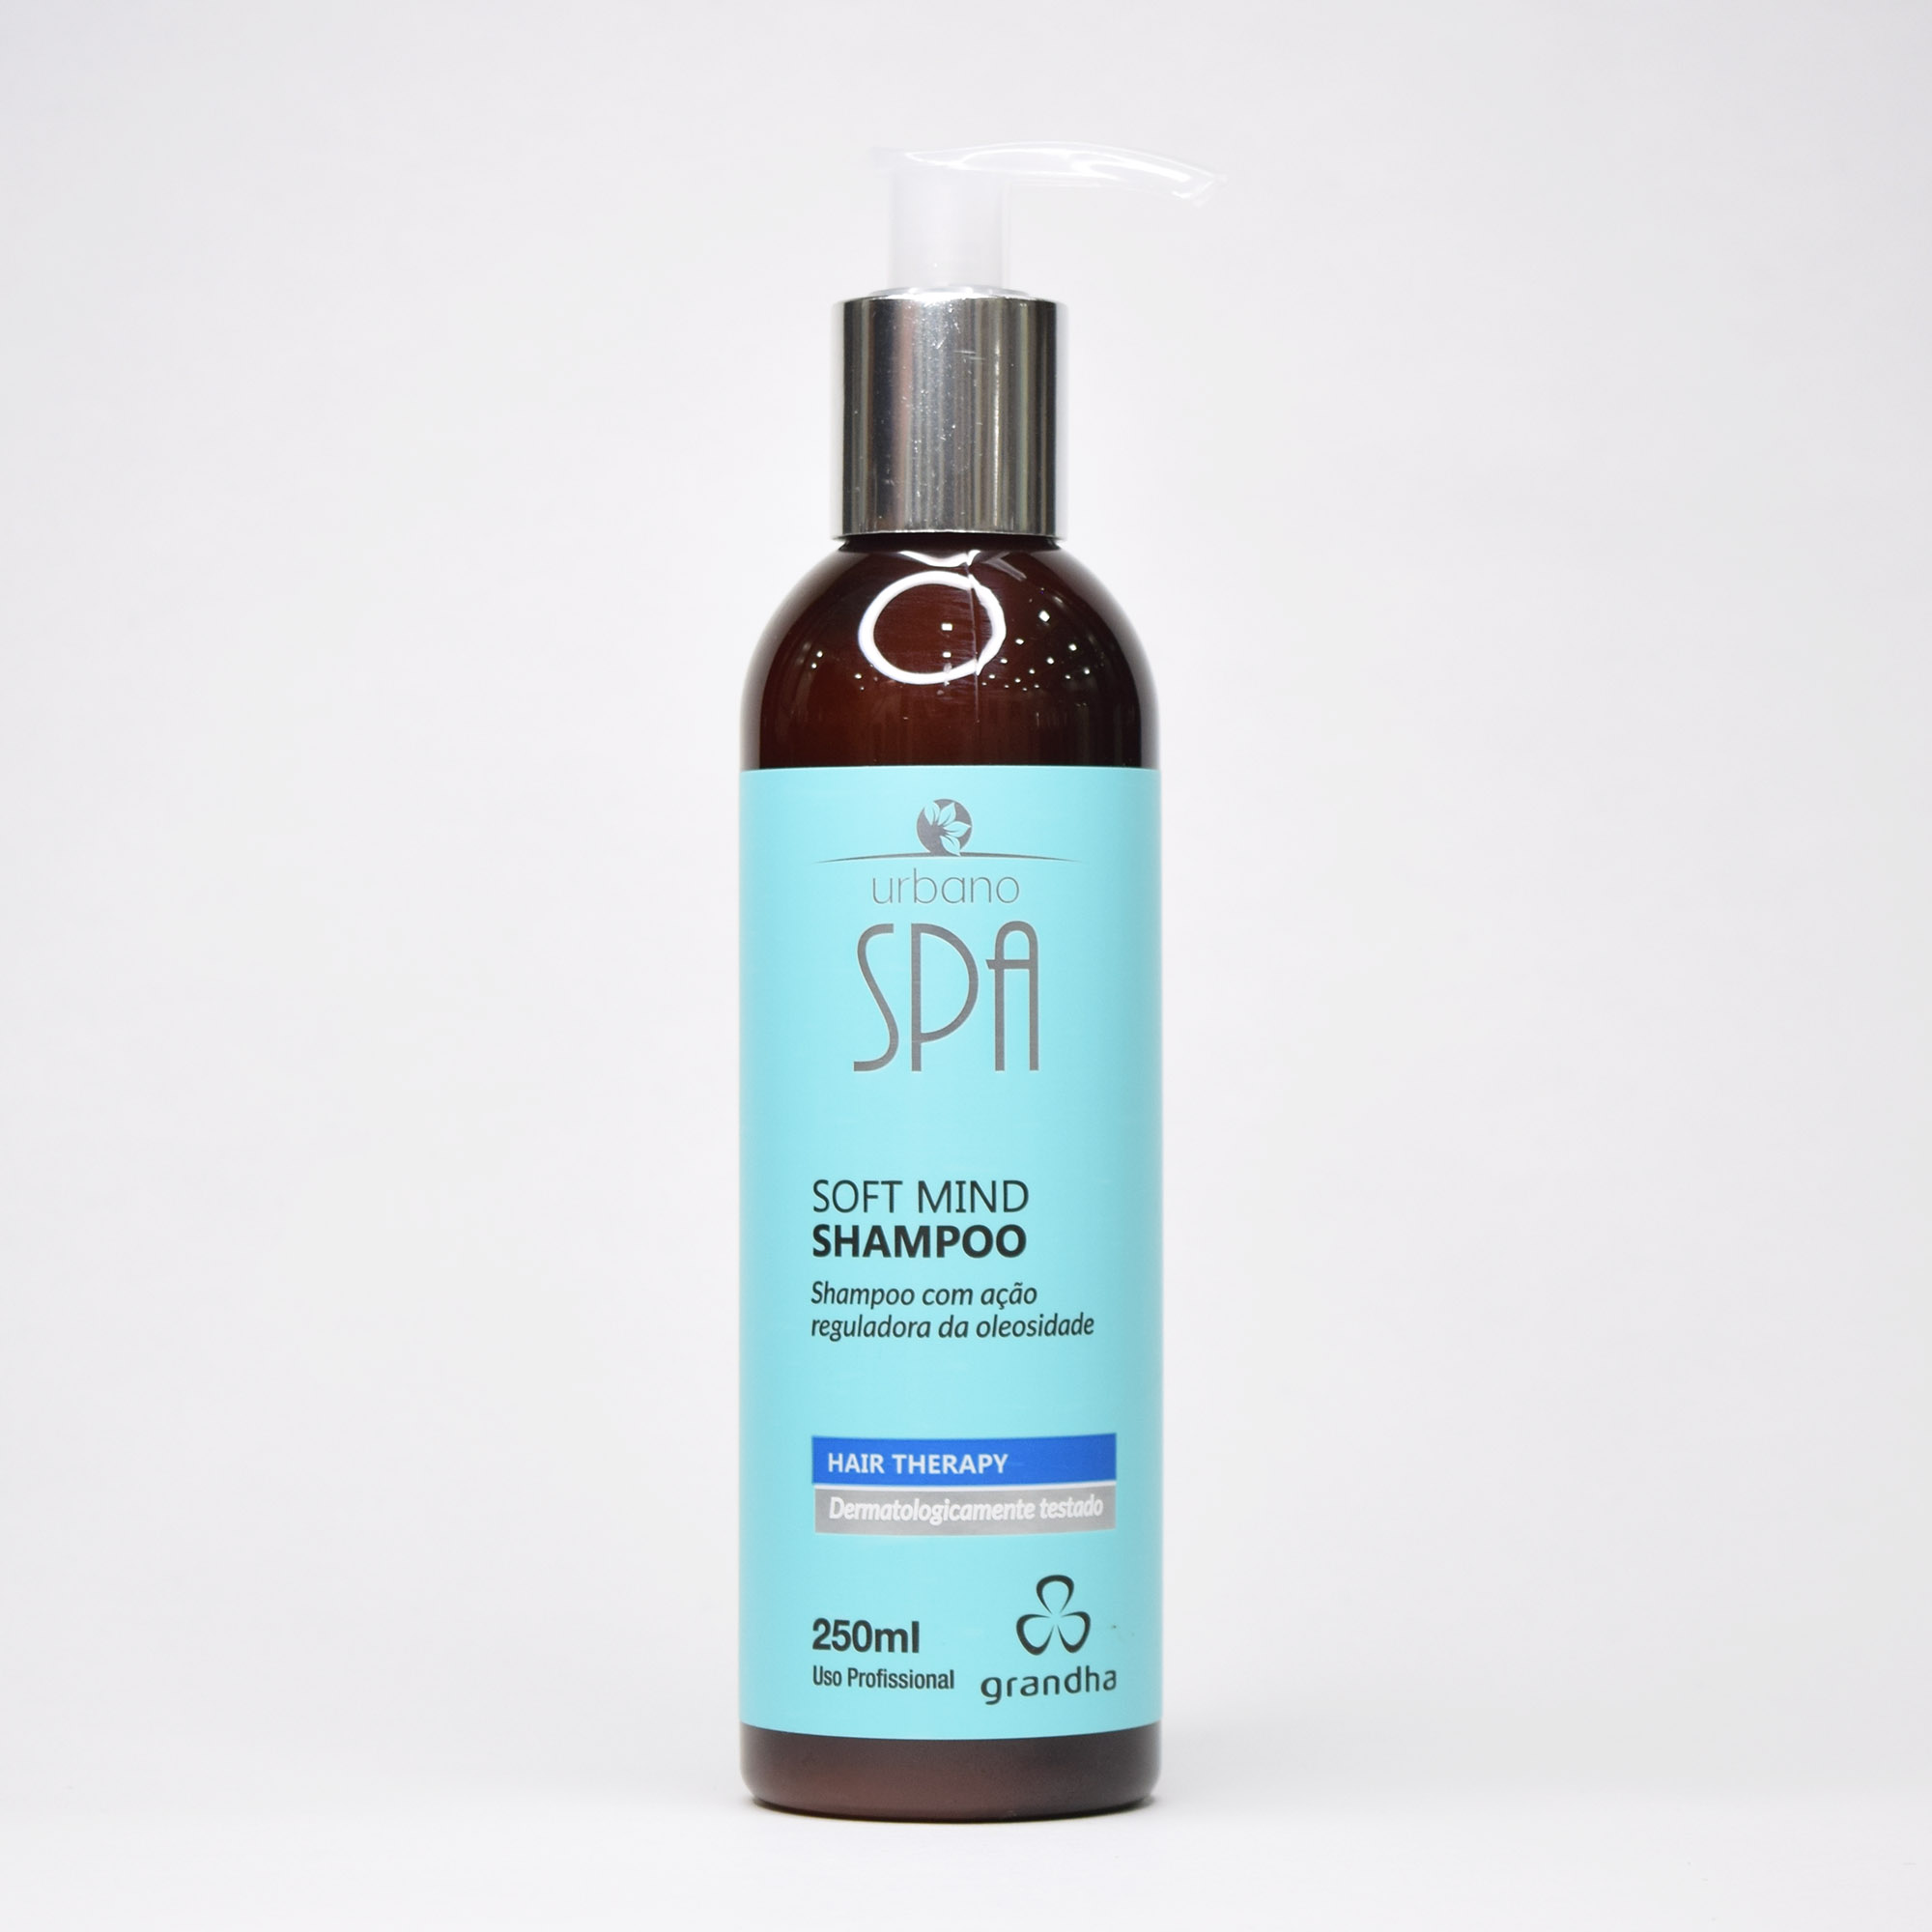 urbano
SPA
SOFT MIND
SHAMPOO
Shampoo com ação
reguladora da oleosidade
HAIR THERAPY
Dermatologicamente testado
250ml
Uso Profissional
grandha